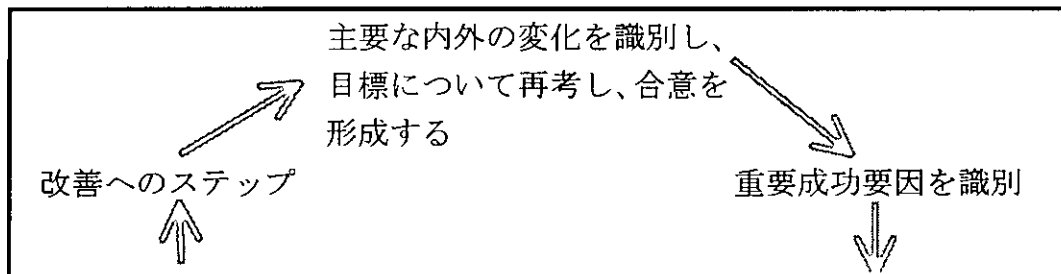 主要な内外の変化を識別し、
目標について再考し、合意を
形成する
改善へのステップ
重要成功要因を識別